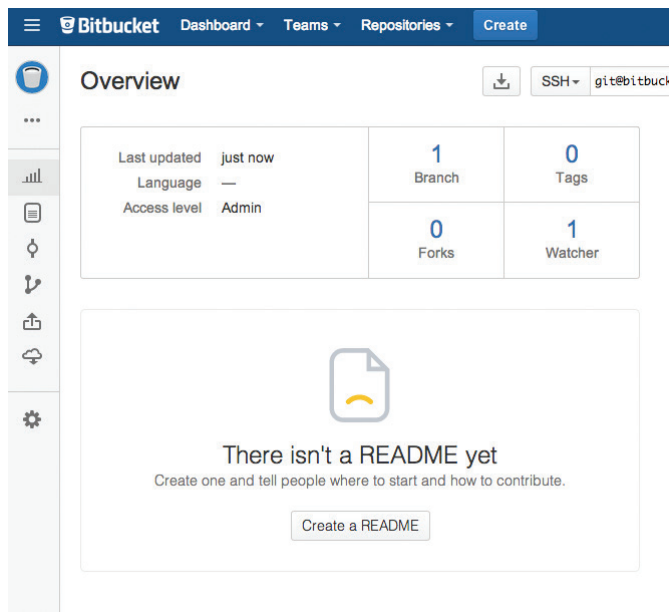 Bitbucket Dashboard Teams Repositories Create
Overview
SSH git@bitbuck
Last updated just now
Language —
Access level Admin
1 Branch
0 Tags
0 Forks
1 Watcher
There isn't a README yet
Create one and tell people where to start and how to contribute.
Create a README